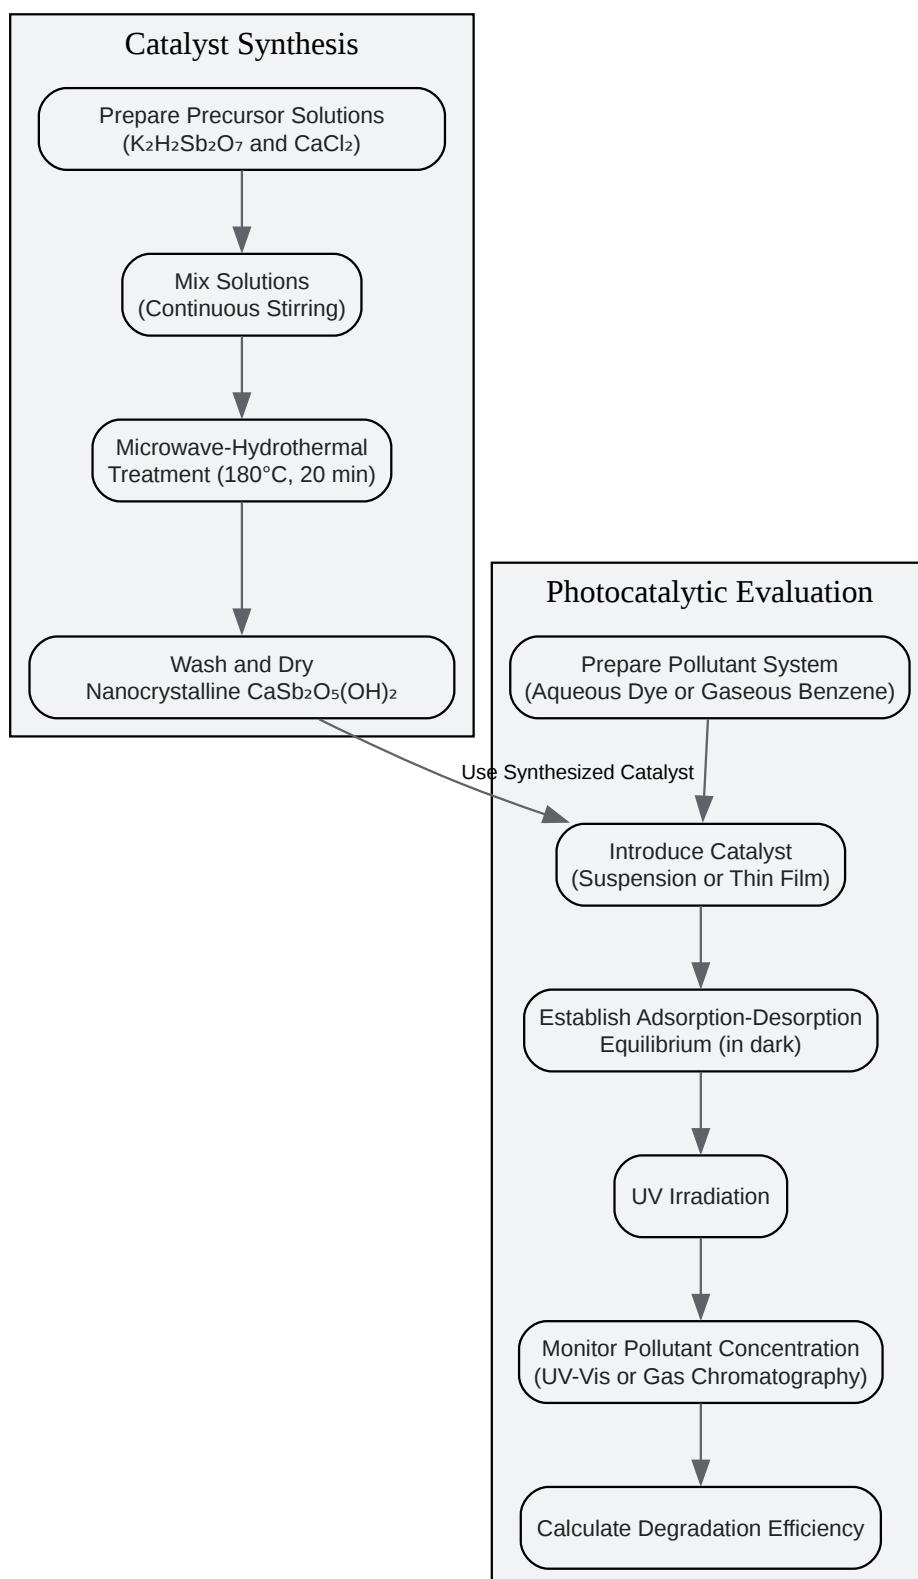 Catalyst Synthesis
Prepare Precursor Solutions
(K₂H₂Sb₂O₇ and CaCl₂)
Mix Solutions
(Continuous Stirring)
Microwave-Hydrothermal
Treatment (180°C, 20 min)
Wash and Dry
Nanocrystalline CaSb₂O₅(OH)₂
Use Synthesized Catalyst
Photocatalytic Evaluation
Prepare Pollutant System
(Aqueous Dye or Gaseous Benzene)
Introduce Catalyst
(Suspension or Thin Film)
Establish Adsorption-Desorption
Equilibrium (in dark)
UV Irradiation
Monitor Pollutant Concentration
(UV-Vis or Gas Chromatography)
Calculate Degradation Efficiency